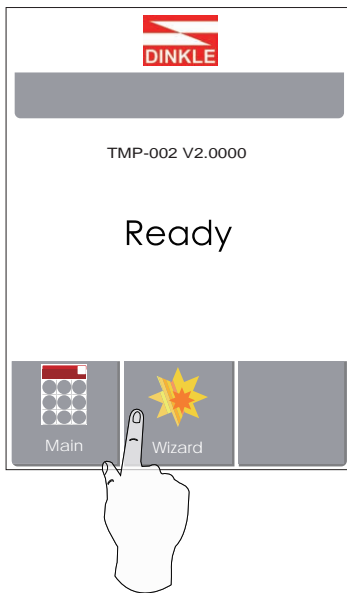 DINKLE
TMP-002 V2.0000
Ready
Main
Wizard